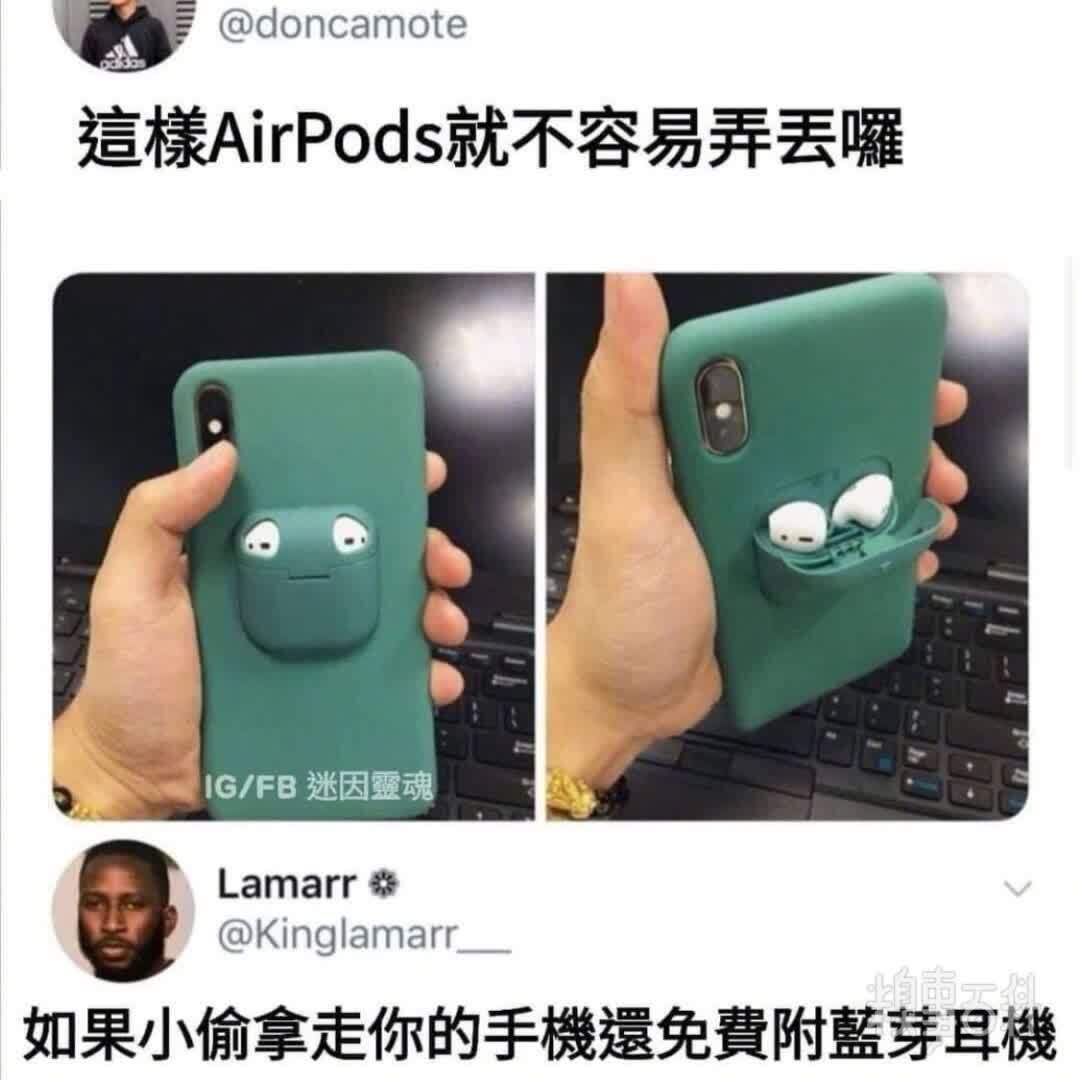 adidas
@doncamote
這樣AirPods就不容易弄丟囉
IG/FB 迷因靈魂
Lamarr
@Kinglamarr___
如果小偷拿走你的手機還免費附藍芽耳機